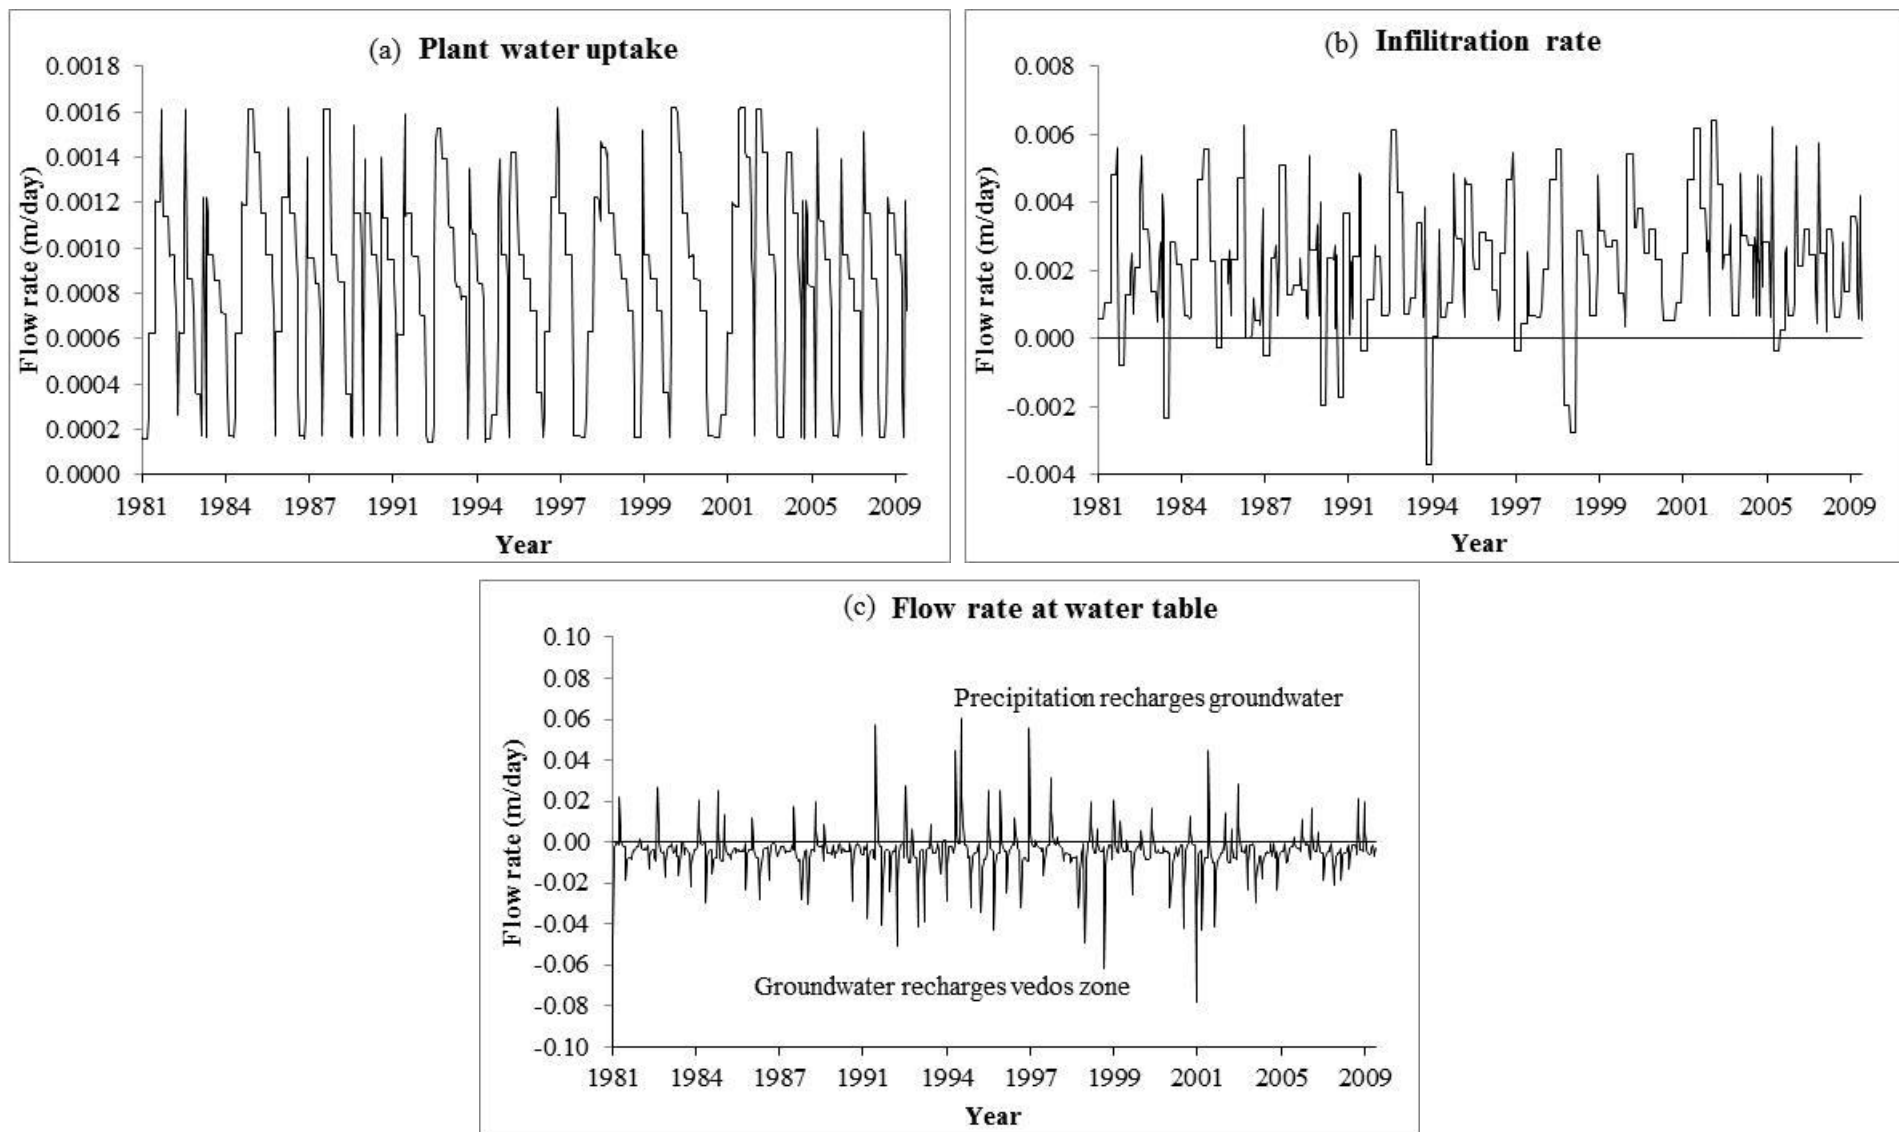 (a) Plant water uptake
Flow rate (m/day)
0.0018
0.0016
0.0014
0.0012
0.0010
0.0008
0.0006
0.0004
0.0002
0.0000
1981 1984 1987 1991 1994 1997 1999 2001 2005 2009
Year
(b) Infilitration rate
Flow rate (m/day)
0.008
0.006
0.004
0.002
0.000
-0.002
-0.004
1981 1984 1987 1991 1994 1997 1999 2001 2005 2009
Year
(c) Flow rate at water table
Flow rate (m/day)
0.10
0.08
0.06
0.04
0.02
0.00
-0.02
-0.04
-0.06
-0.08
-0.10
Precipitation recharges groundwater
Groundwater recharges vedos zone
1981 1984 1987 1991 1994 1997 1999 2001 2005 2009
Year